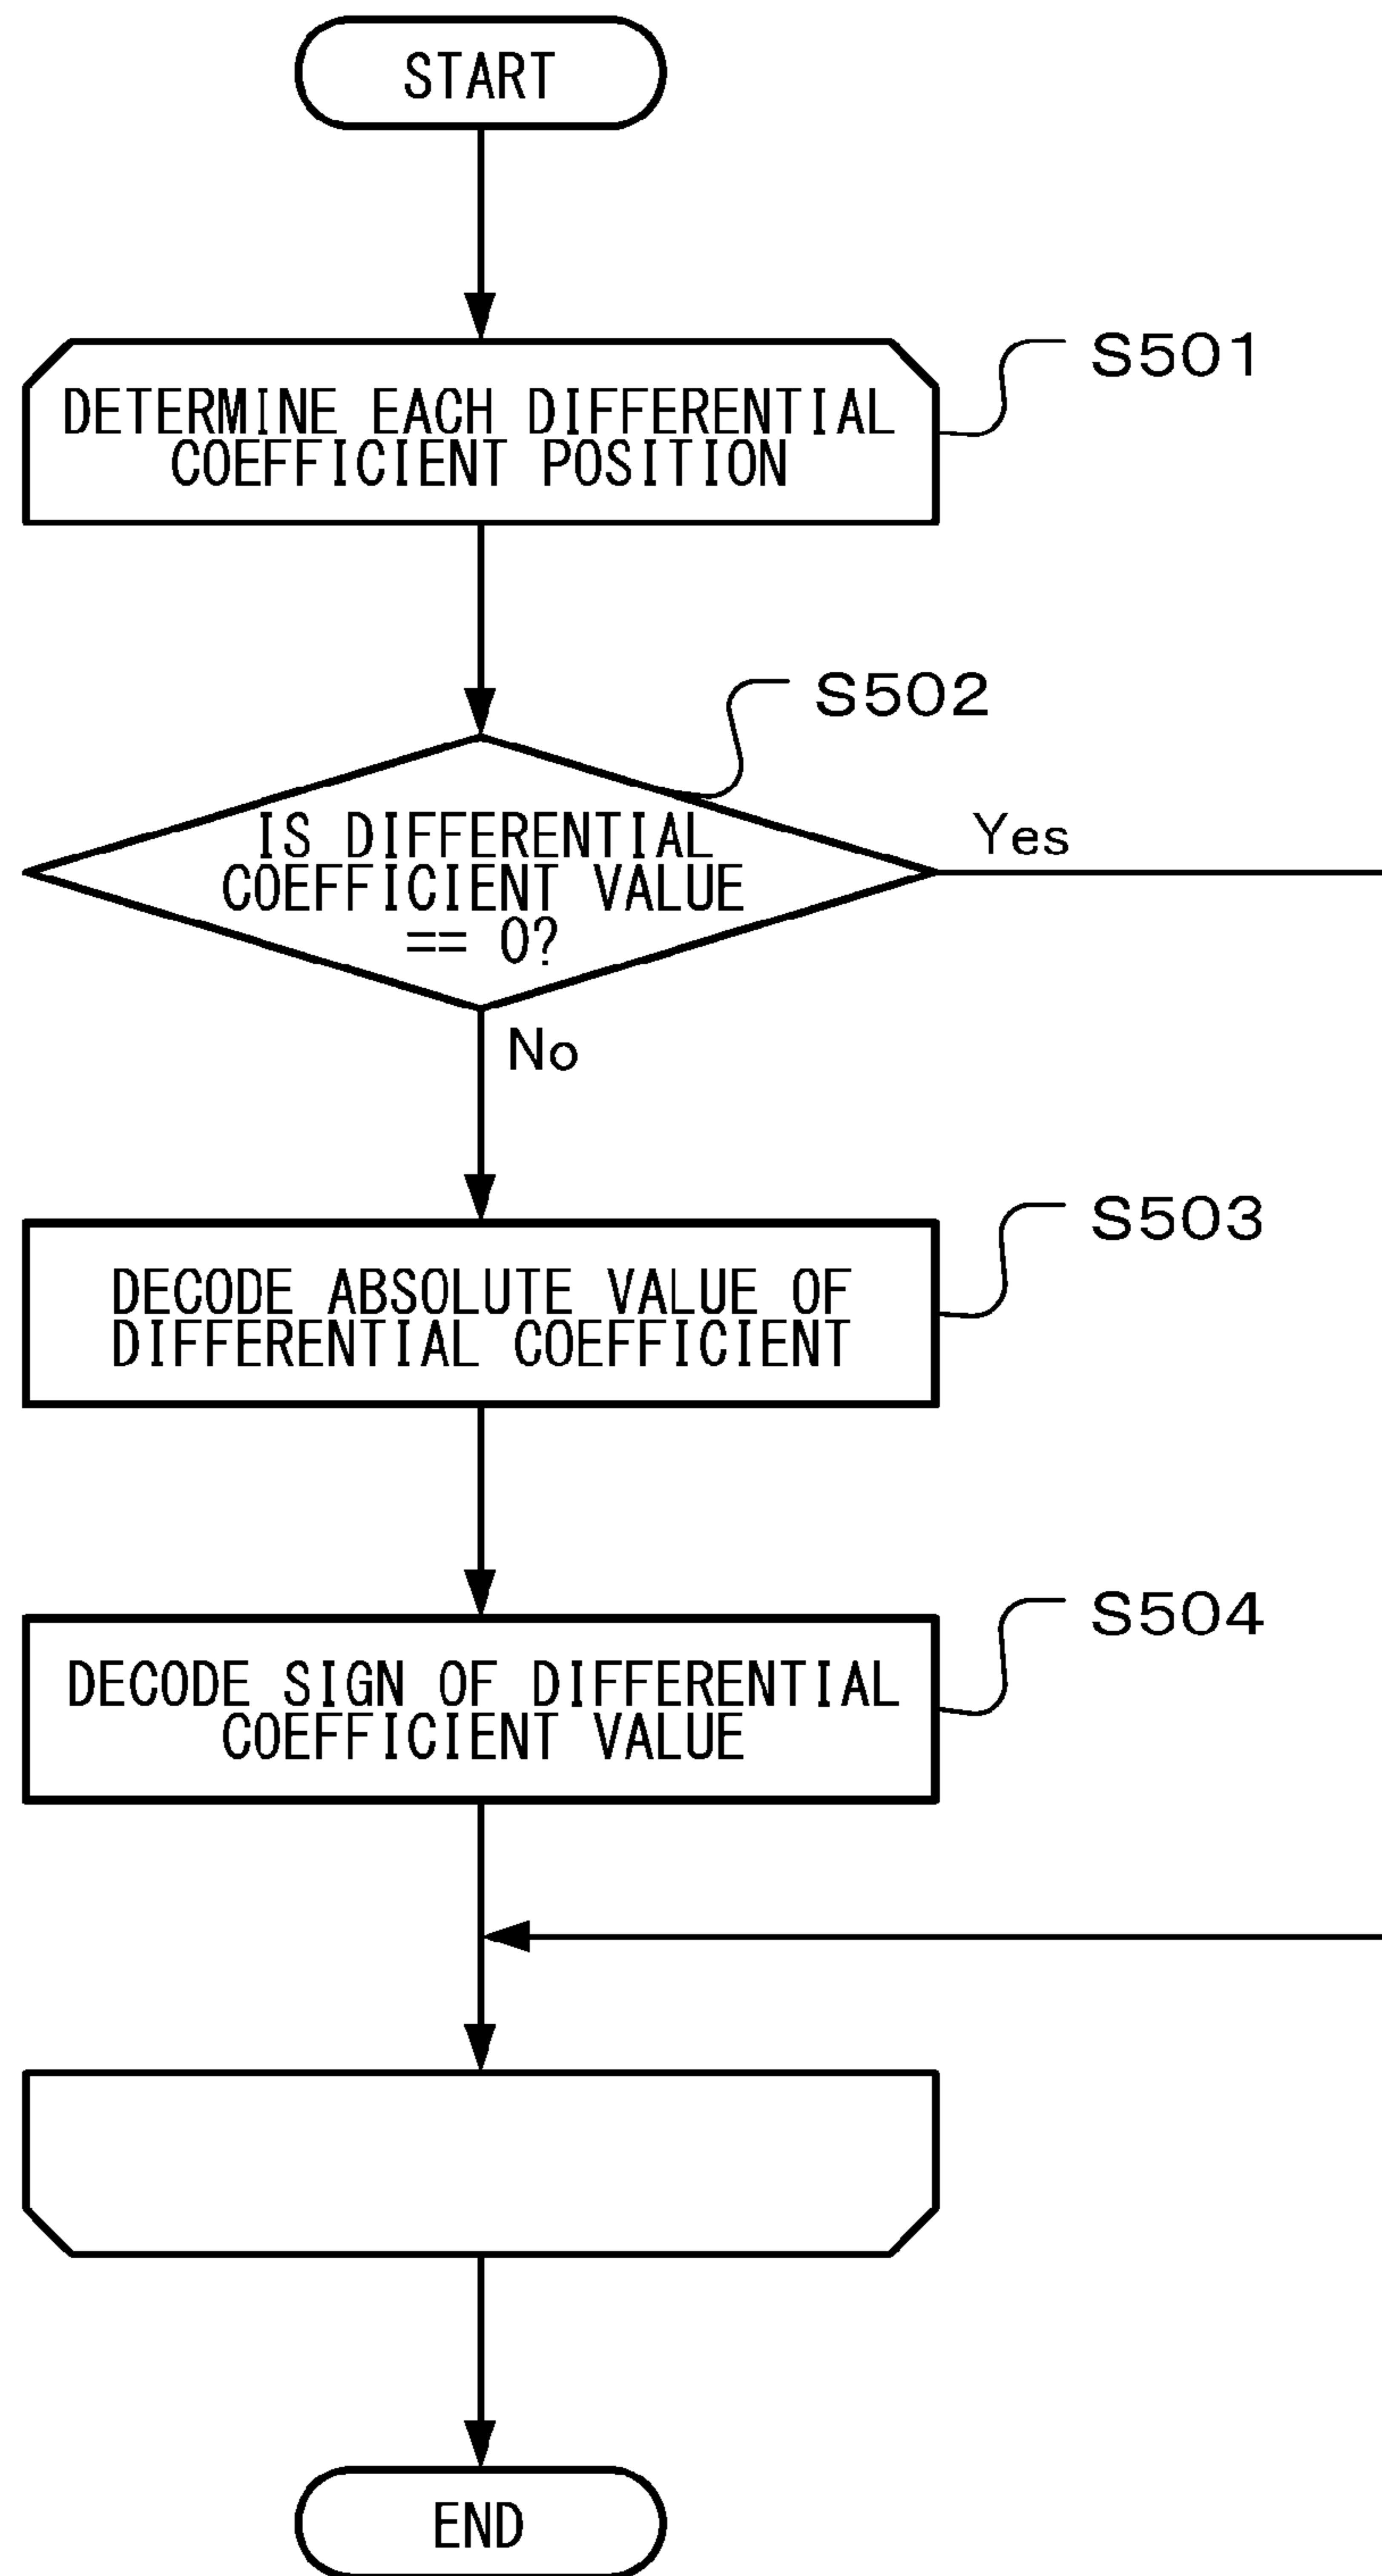 START
DETERMINE EACH DIFFERENTIAL
COEFFICIENT POSITION
S501
S502
IS DIFFERENTIAL
COEFFICIENT VALUE
== 0?
Yes
No
S503
DECODE ABSOLUTE VALUE OF
DIFFERENTIAL COEFFICIENT
S504
DECODE SIGN OF DIFFERENTIAL
COEFFICIENT VALUE
END